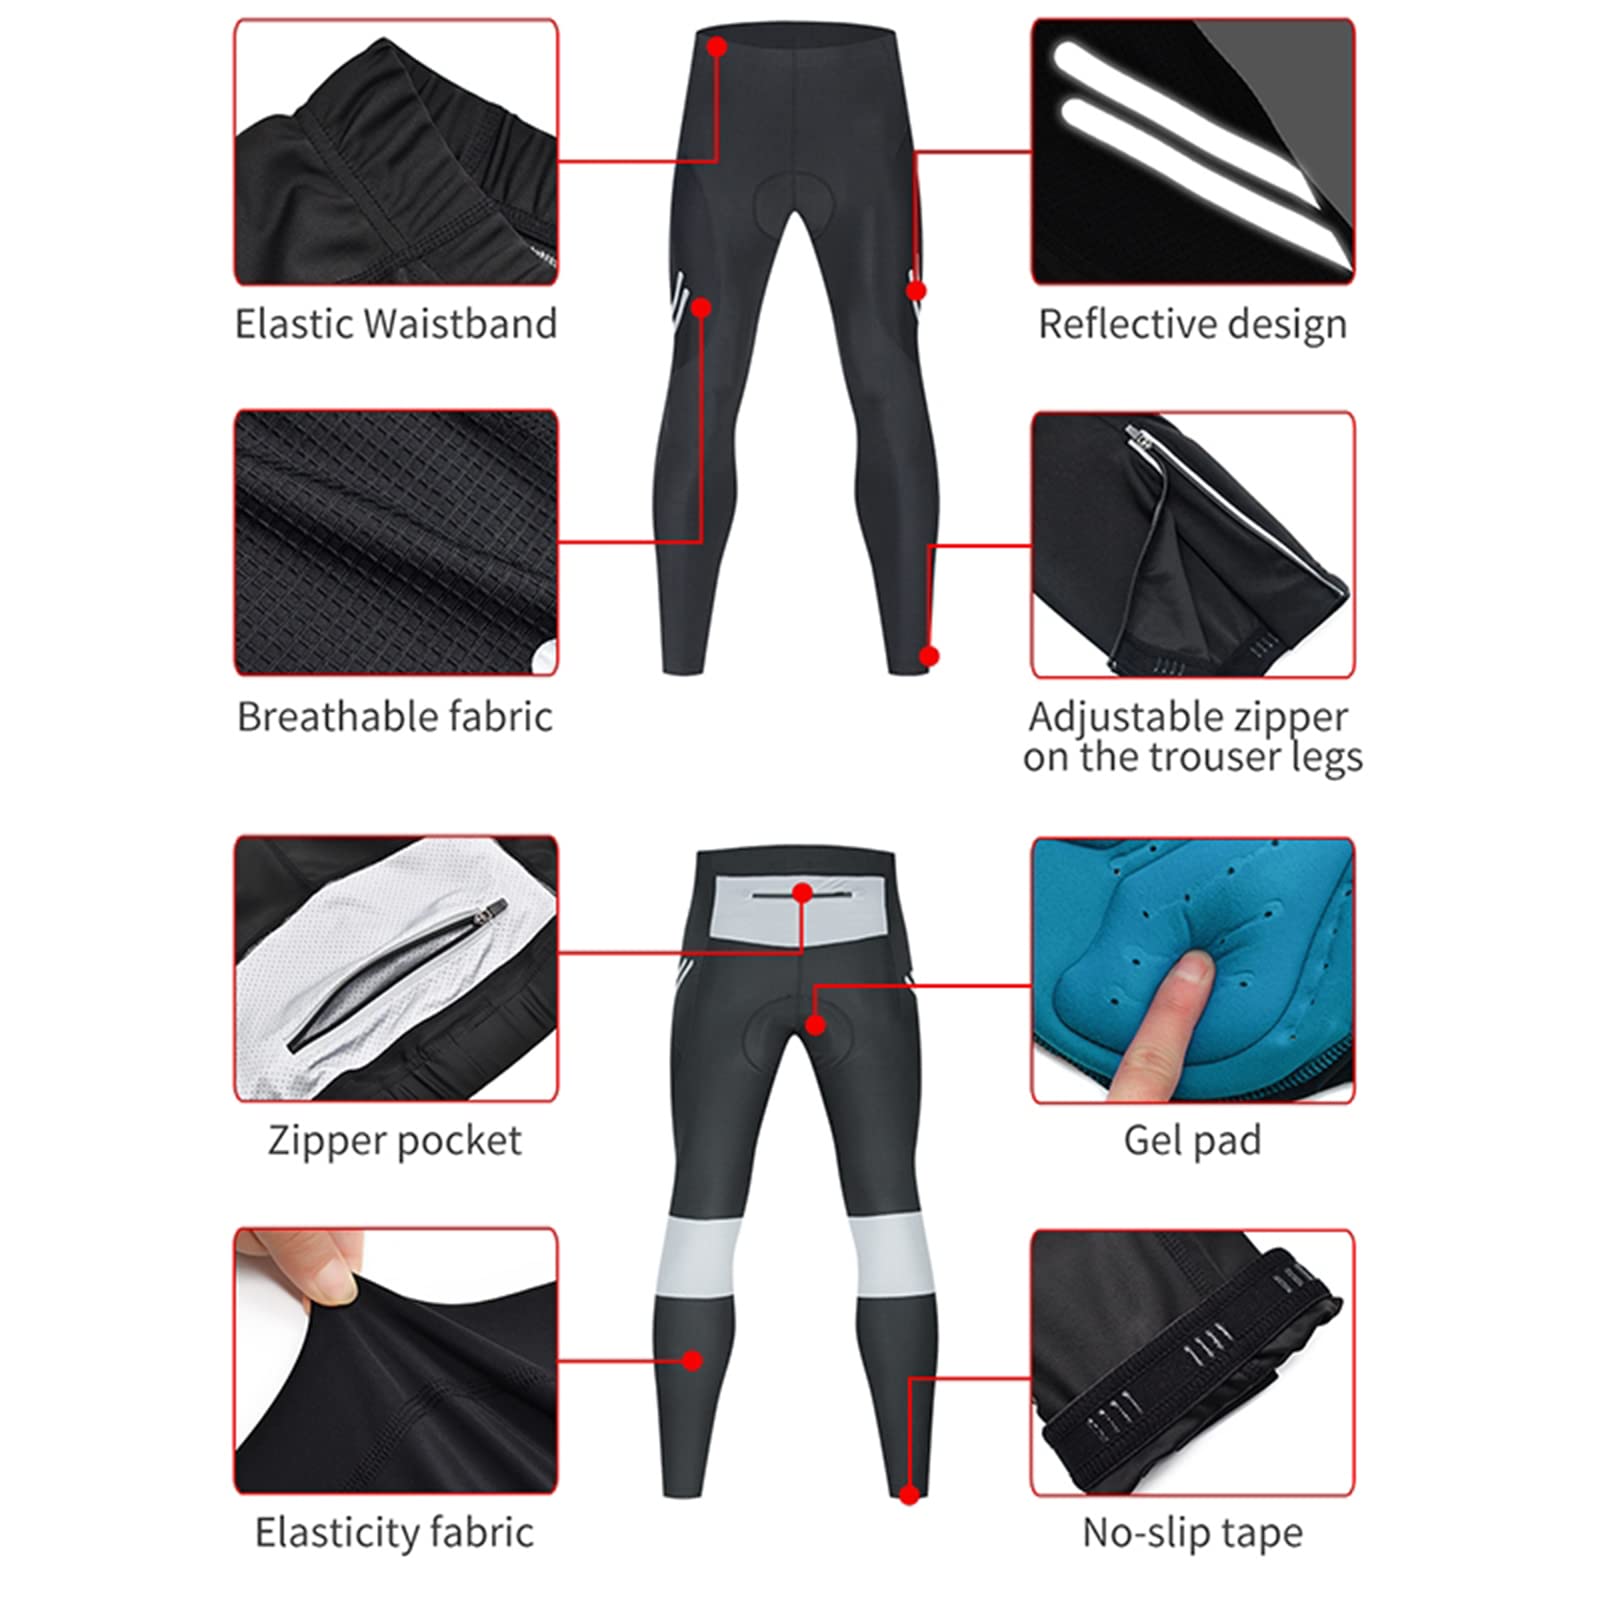 Elastic Waistband
Reflective design
Breathable fabric
Adjustable zipper
on the trouser legs
Zipper pocket
Gel pad
Elasticity fabric
No-slip tape